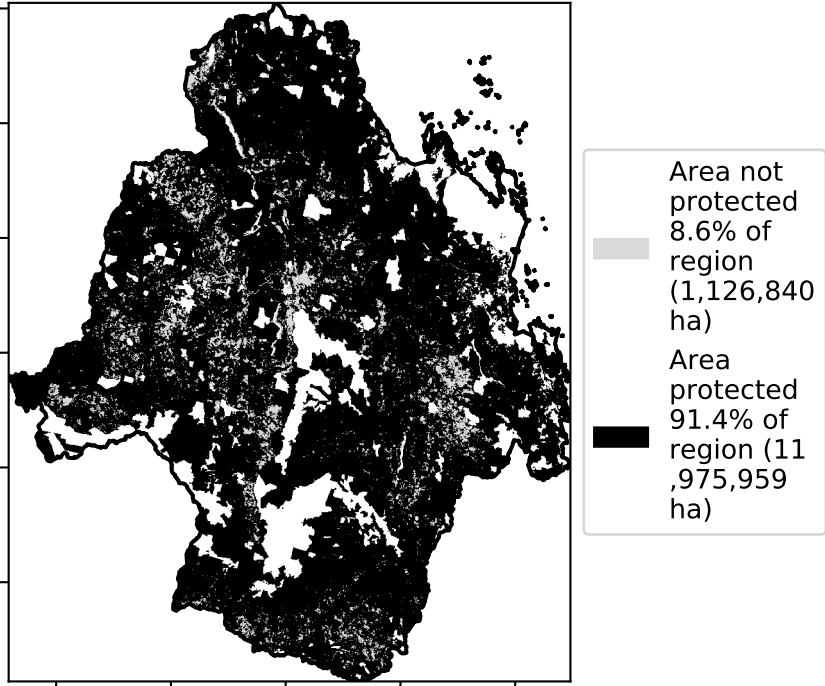 Area not
protected
8.6% of
region
(1,126,840
ha)
Area
protected
91.4% of
region (11
,975,959
ha)